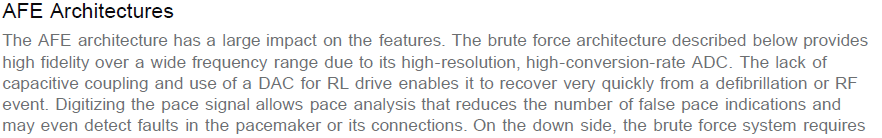 AFE Architectures
The AFE architecture has a large impact on the features. The brute force architecture described below provides
high fidelity over a wide frequency range due to its high-resolution, high-conversion-rate ADC. The lack of
capacitive coupling and use of a DAC for RL drive enables it to recover very quickly from a defibrillation or RF
event. Digitizing the pace signal allows pace analysis that reduces the number of false pace indications and
may even detect faults in the pacemaker or its connections. On the down side, the brute force system requires